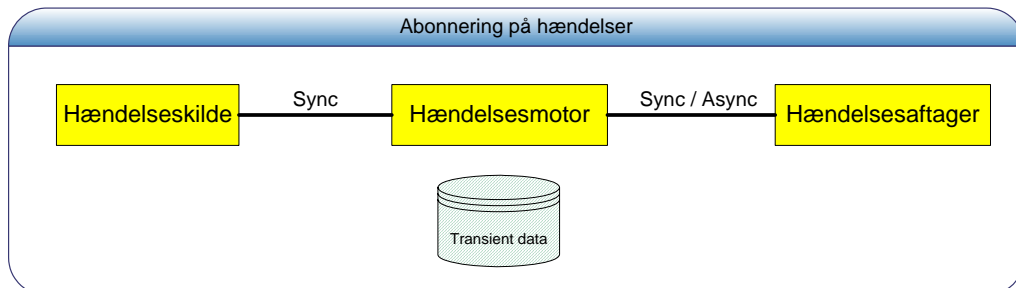 Abonnering på hændelser
Hændelseskilde
Sync
Hændelsesmotor
Sync / Async
Hændelsesaftager
Transient data